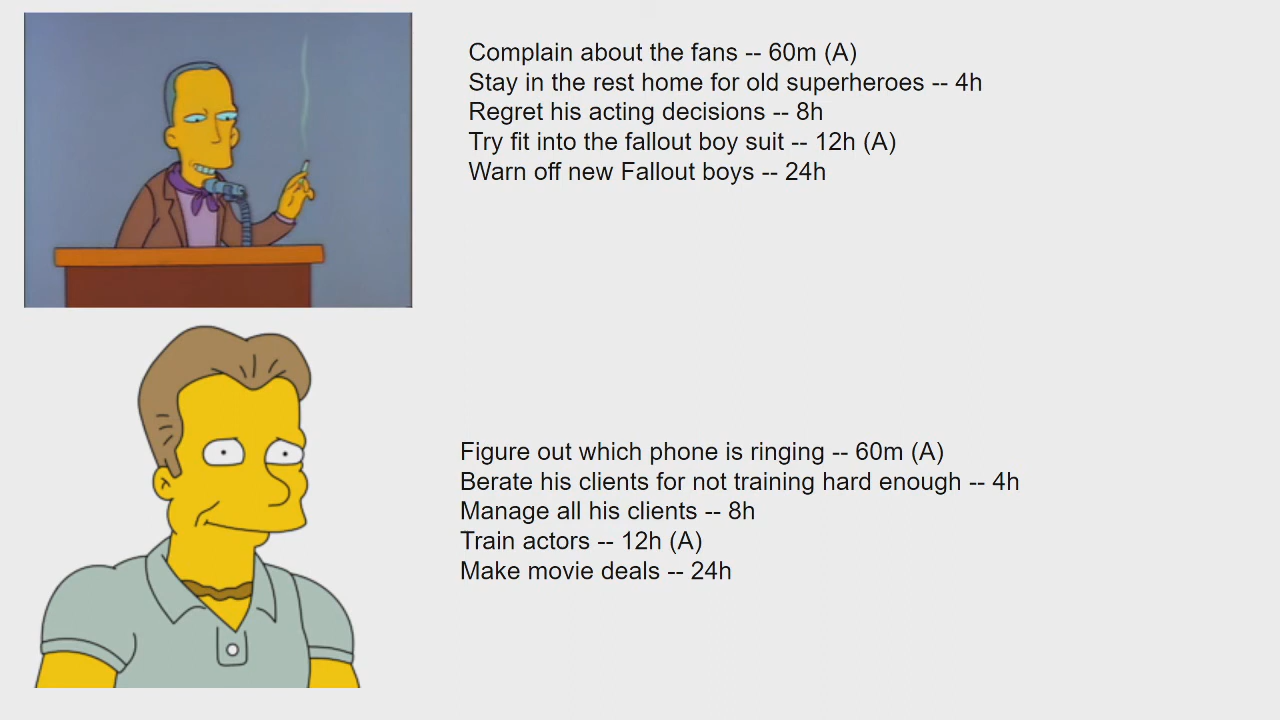 Complain about the fans -- 60m (A)
Stay in the rest home for old superheroes -- 4h
Regret his acting decisions -- 8h
Try fit into the fallout boy suit -- 12h (A)
Warn off new Fallout boys -- 24h
Figure out which phone is ringing -- 60m (A)
Berate his clients for not training hard enough -- 4h
Manage all his clients -- 8h
Train actors -- 12h (A)
Make movie deals -- 24h